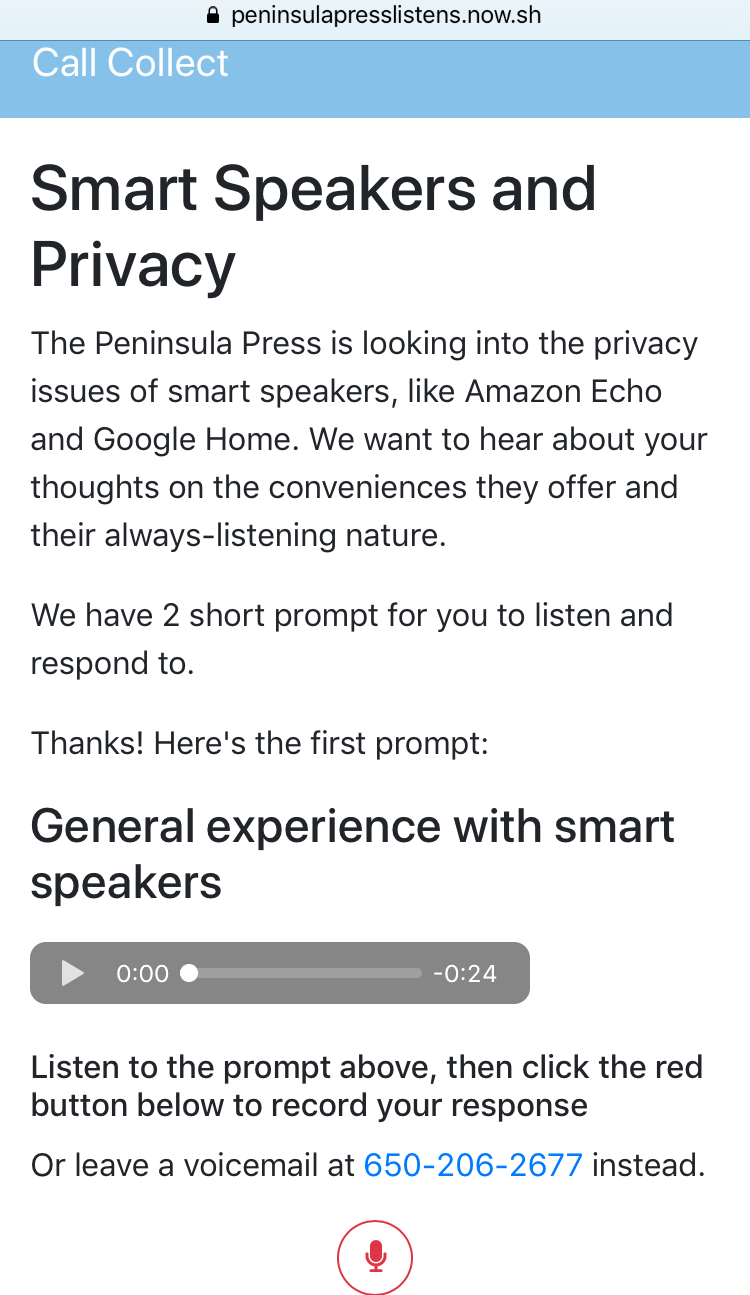 peninsulapresslistens.now.sh
Call Collect
Smart Speakers and
Privacy
The Peninsula Press is looking into the privacy
issues of smart speakers, like Amazon Echo
and Google Home. We want to hear about your
thoughts on the conveniences they offer and
their always-listening nature.
We have 2 short prompt for you to listen and
respond to.
Thanks! Here's the first prompt:
General experience with smart
speakers
0:00 -0:24
Listen to the prompt above, then click the red
button below to record your response
Or leave a voicemail at 650-206-2677 instead.